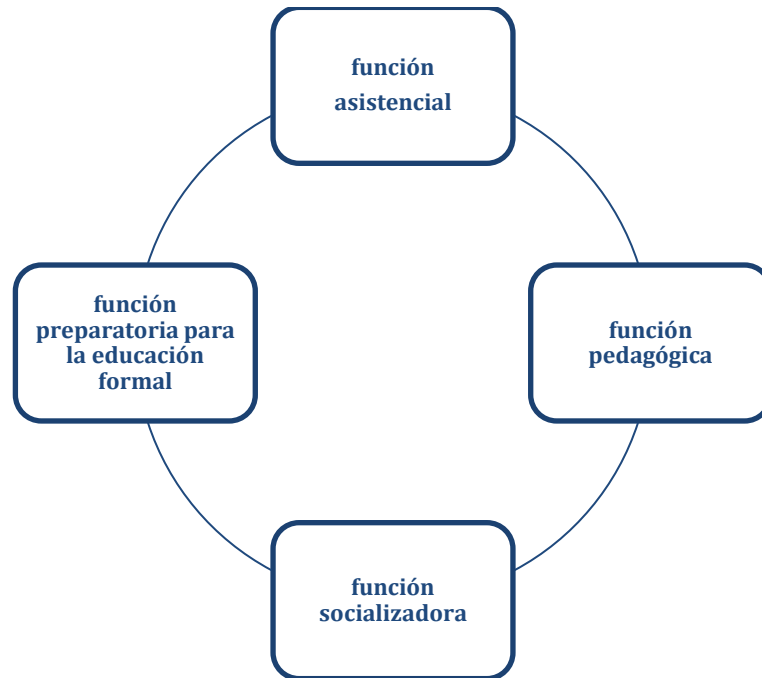 función
asistencial
función
preparatoria para
la educación
formal
función
pedagógica
función
socializadora